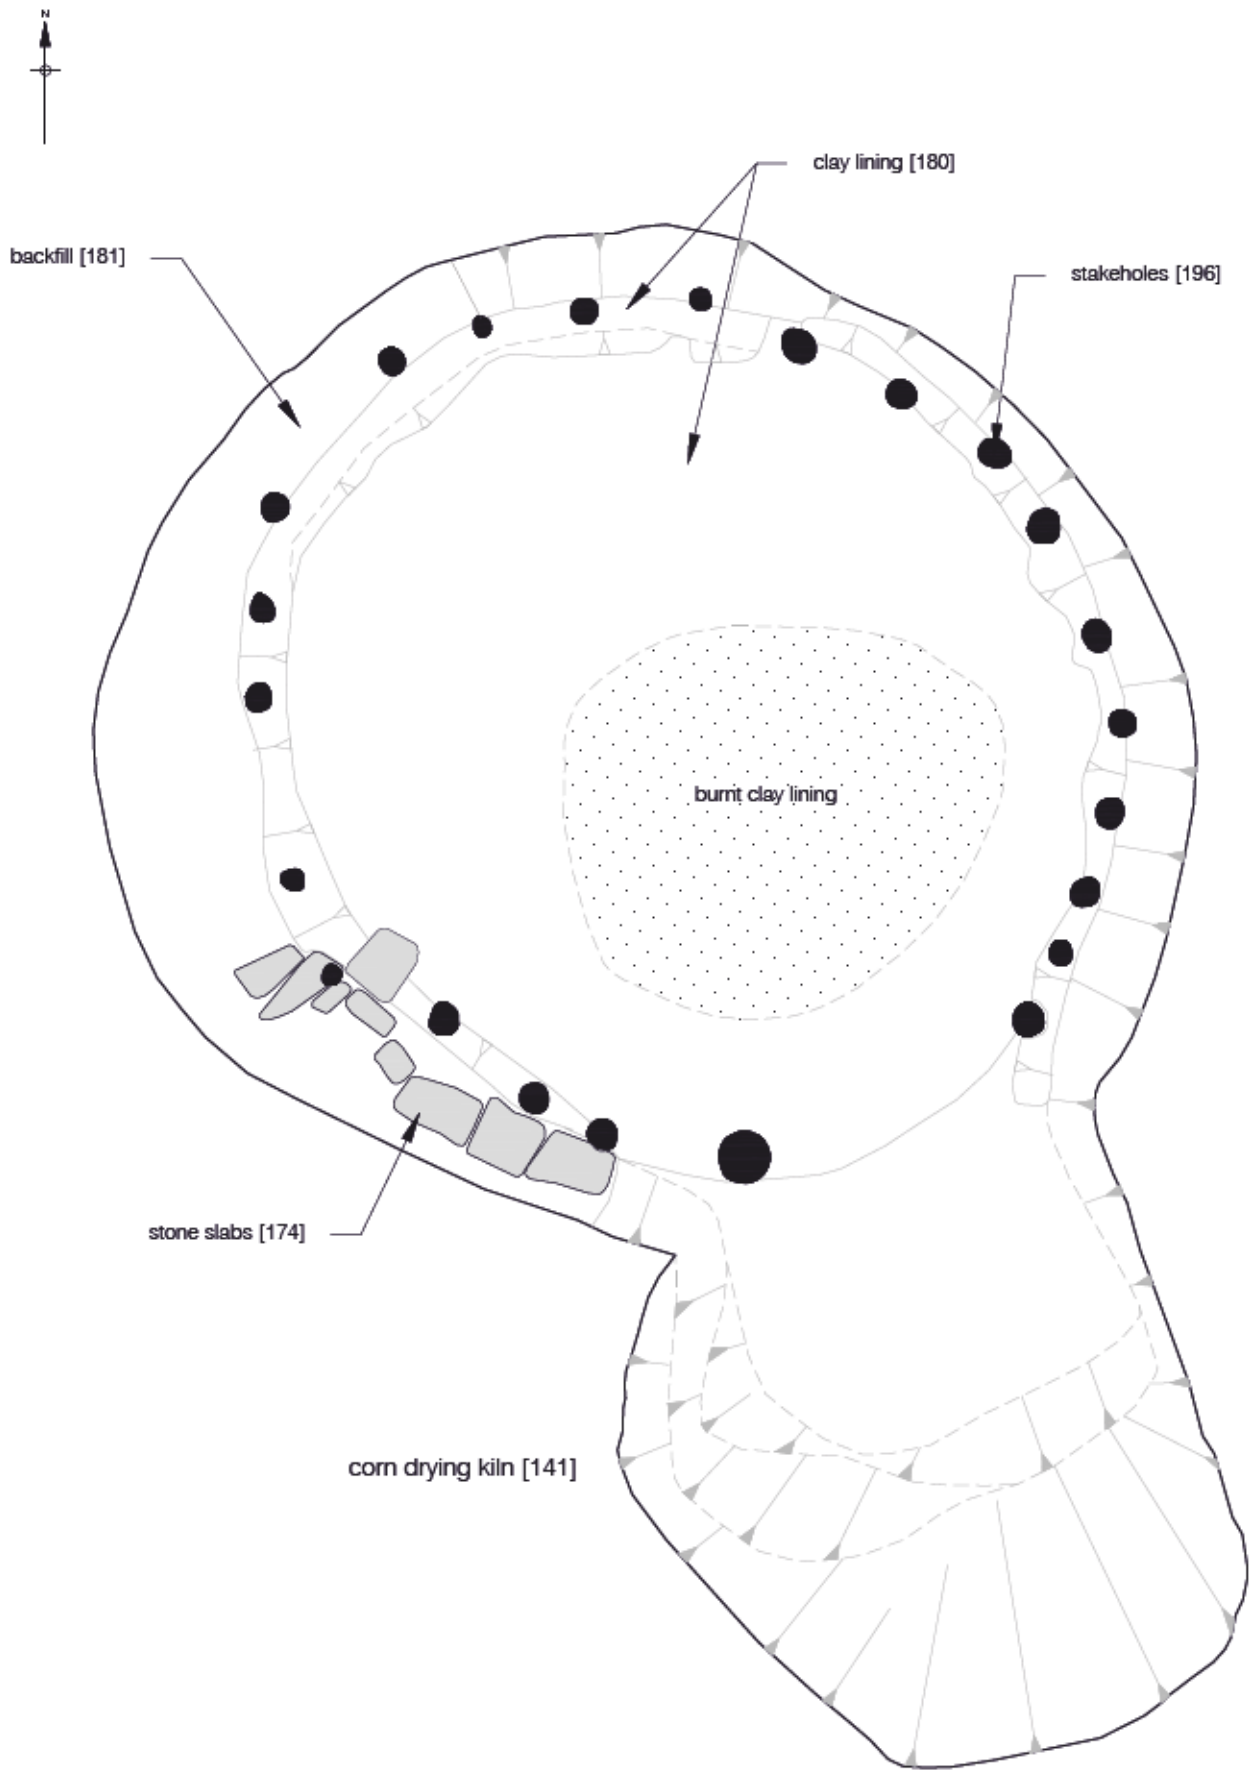 N
clay lining [180]
backfill [181]
stakeholes [196]
burnt clay lining
stone slabs [174]
corn drying kiln [141]